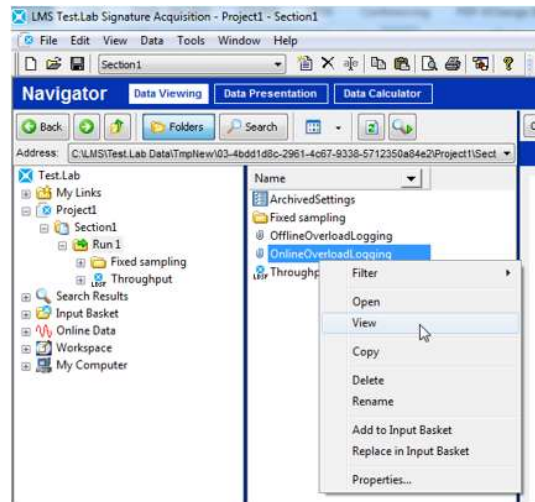 LMS Test.Lab Signature Acquisition - Project1 - Section1
File Edit View Data Tools Window Help
Section1
Navigator Data Viewing Data Presentation Data Calculator
Back Folders Search
Address: C:\LMS\Test.Lab Data\TmpNew\03-4bdd1d8c-2961-4c67-9338-5712350a84e2\Project1\Sect
Test.Lab
My Links
Project1
Section1
Run 1
Fixed sampling
Throughput
Search Results
Input Basket
Online Data
Workspace
My Computer
Name
ArchivedSettings
Fixed sampling
OfflineOverloadLogging
OnlineOverloadLogging
Throughp
Filter
Open
View
Copy
Delete
Rename
Add to Input Basket
Replace in Input Basket
Properties...